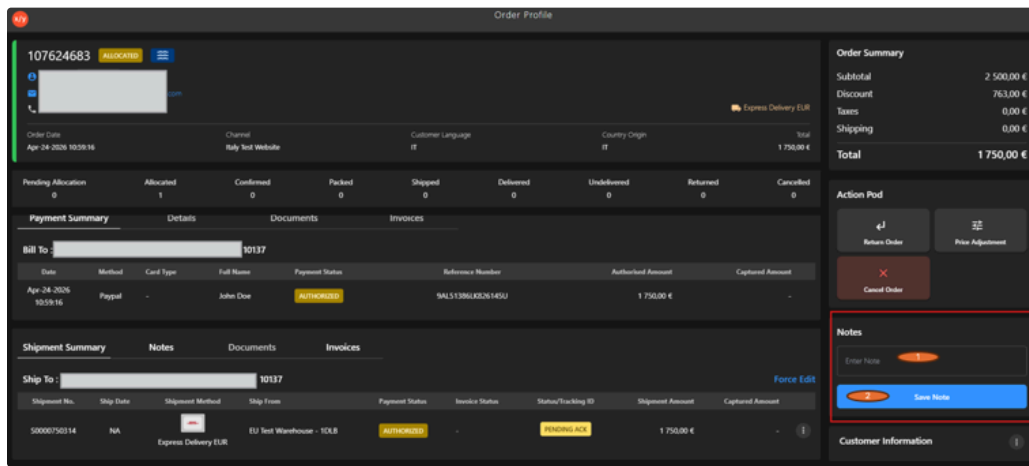 Order Profile
107624683 ALLOCATED
.com
Express Delivery EUR
Order Date Channel Customer Language Country Origin Total
Apr-24-2026 10:59:16 Italy Test Website IT IT 1 750,00 €
Pending Allocation Allocated Confirmed Packed Shipped Delivered Undelivered Returned Cancelled
0 1 0 0 0 0 0 0 0
Payment Summary Details Documents Invoices
Bill To : 10137
Date Method Card Type Full Name Payment Status Reference Number Authorised Amount Captured Amount
Apr-24-2026 10:59:16 Paypal - John Doe AUTHORIZED 9AL51386LK826145U 1 750,00 € -
Shipment Summary Notes Documents Invoices
Ship To : 10137 Force Edit
Shipment No. Ship Date Shipment Method Ship From Payment Status Invoice Status Status/Tracking ID Shipment Amount Captured Amount
S0000750314 NA Express Delivery EUR EU Test Warehouse - 1DLB AUTHORIZED - PENDING ACK 1 750,00 € -
Order Summary
Subtotal 2 500,00 €
Discount 763,00 €
Taxes 0,00 €
Shipping 0,00 €
Total 1 750,00 €
Action Pod
Return Order Price Adjustment
Cancel Order
Notes
Enter Note 1
2 Save Note
Customer Information